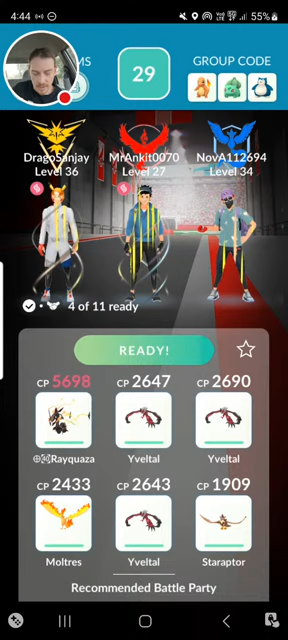 4:44
55%
MS
29
GROUP CODE
DragoSanjay
Level 36
MrAnkit0070
Level 27
NovA112694
Level 34
4 of 11 ready
READY!
CP 5698
CP 2647
CP 2690
Rayquaza
Yveltal
Yveltal
CP 2433
CP 2643
CP 1909
Moltres
Yveltal
Staraptor
Recommended Battle Party